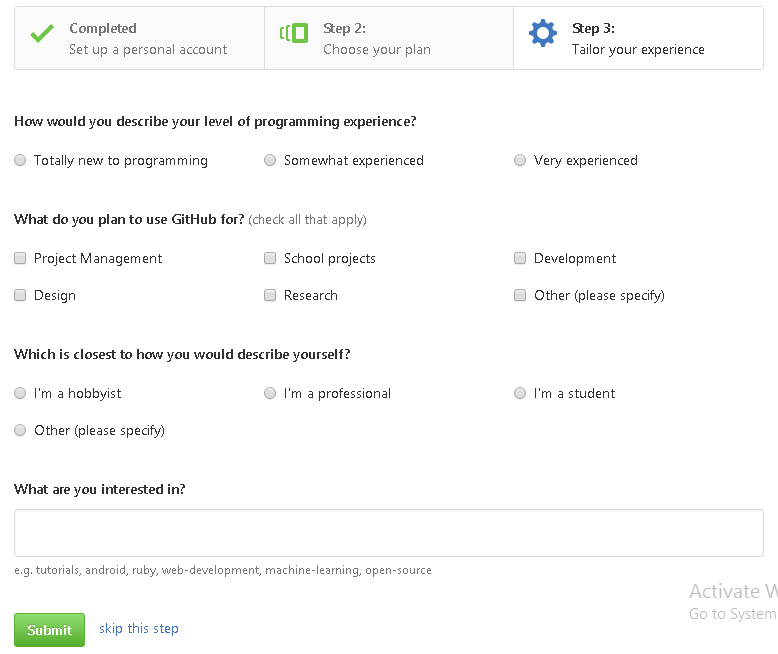 Completed
Set up a personal account
Step 2:
Choose your plan
Step 3:
Tailor your experience
How would you describe your level of programming experience?
Totally new to programming
Somewhat experienced
Very experienced
What do you plan to use GitHub for? (check all that apply)
Project Management
School projects
Development
Design
Research
Other (please specify)
Which is closest to how you would describe yourself?
I'm a hobbyist
I'm a professional
I'm a student
Other (please specify)
What are you interested in?
e.g. tutorials, android, ruby, web-development, machine-learning, open-source
Activate W
Go to System
Submit
skip this step